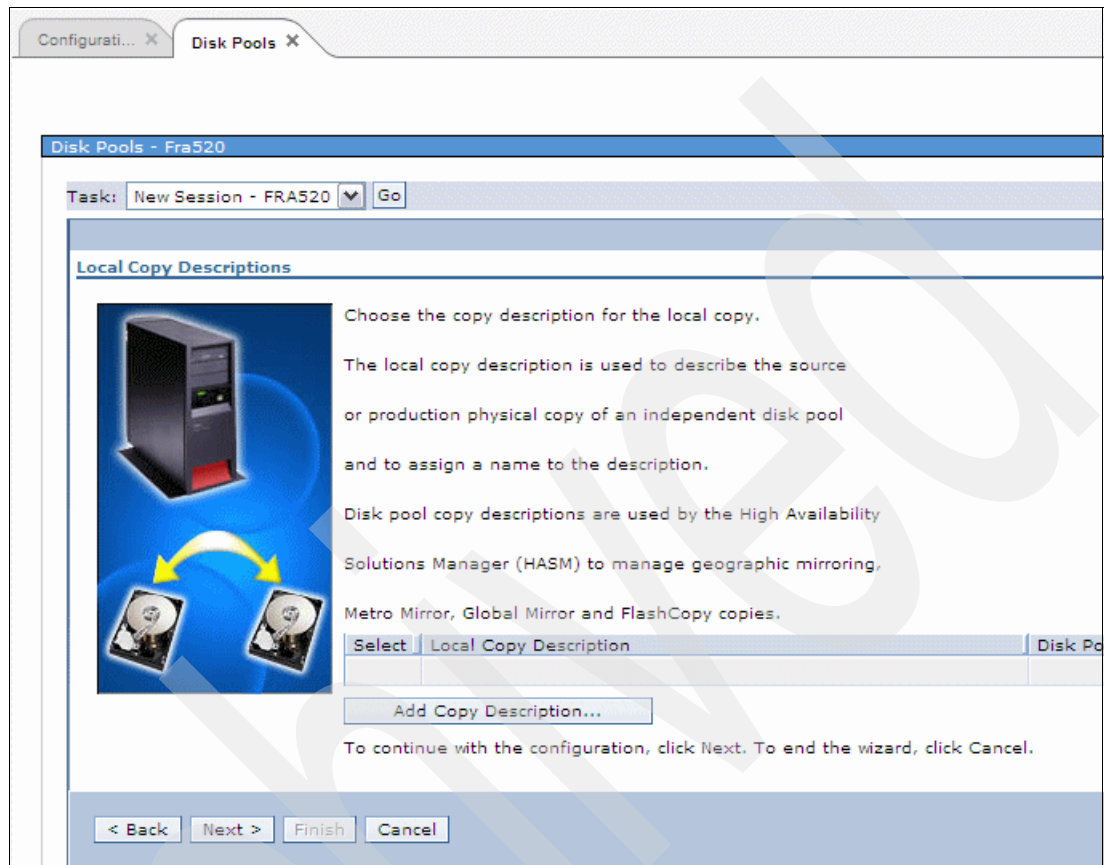 Configurati...
Disk Pools
Disk Pools - Fra520
Task: New Session - FRA520 Go
Local Copy Descriptions
Choose the copy description for the local copy.
The local copy description is used to describe the source
or production physical copy of an independent disk pool
and to assign a name to the description.
Disk pool copy descriptions are used by the High Availability
Solutions Manager (HASM) to manage geographic mirroring,
Metro Mirror, Global Mirror and FlashCopy copies.
Select Local Copy Description Disk Po
Add Copy Description...
To continue with the configuration, click Next. To end the wizard, click Cancel.
< Back Next > Finish Cancel